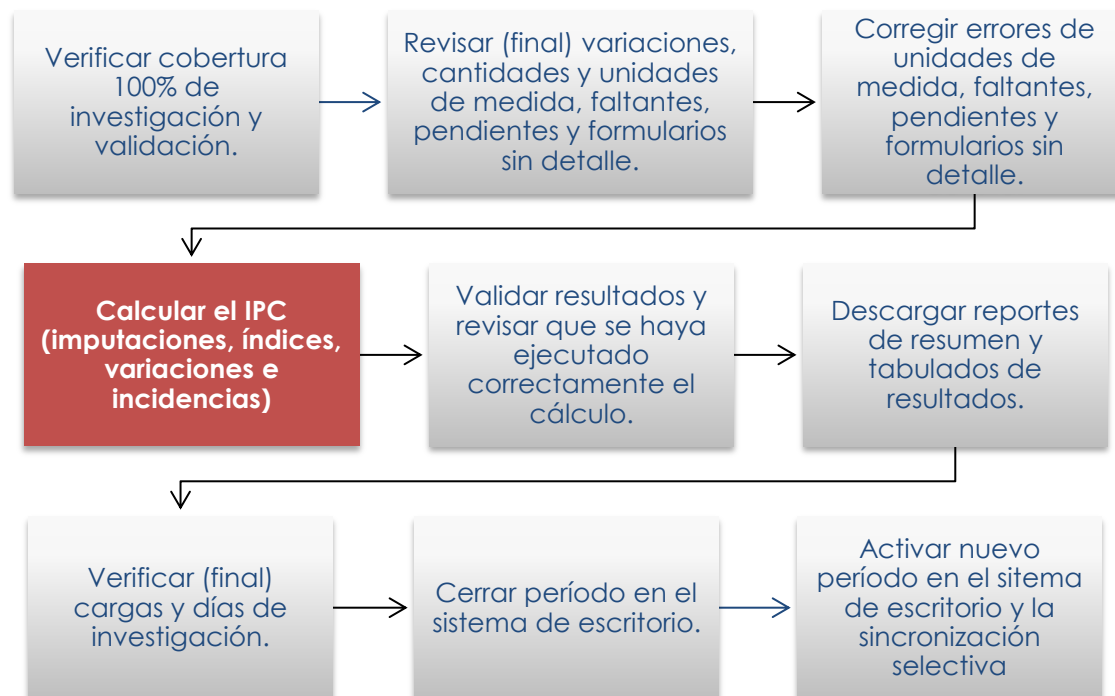 Verificar cobertura
100% de
investigación y
validación.
Revisar (final) variaciones,
cantidades y unidades
de medida, faltantes,
pendientes y formularios
sin detalle.
Corregir errores de
unidades de
medida, faltantes,
pendientes y
formularios sin
detalle.
Calcular el IPC
(imputaciones, índices,
variaciones e
incidencias)
Validar resultados y
revisar que se haya
ejecutado
correctamente el
cálculo.
Descargar reportes
de resumen y
tabulados de
resultados.
Verificar (final)
cargas y días de
investigación.
Cerrar período en el
sistema de escritorio.
Activar nuevo
período en el sitema
de escritorio y la
sincronización
selectiva